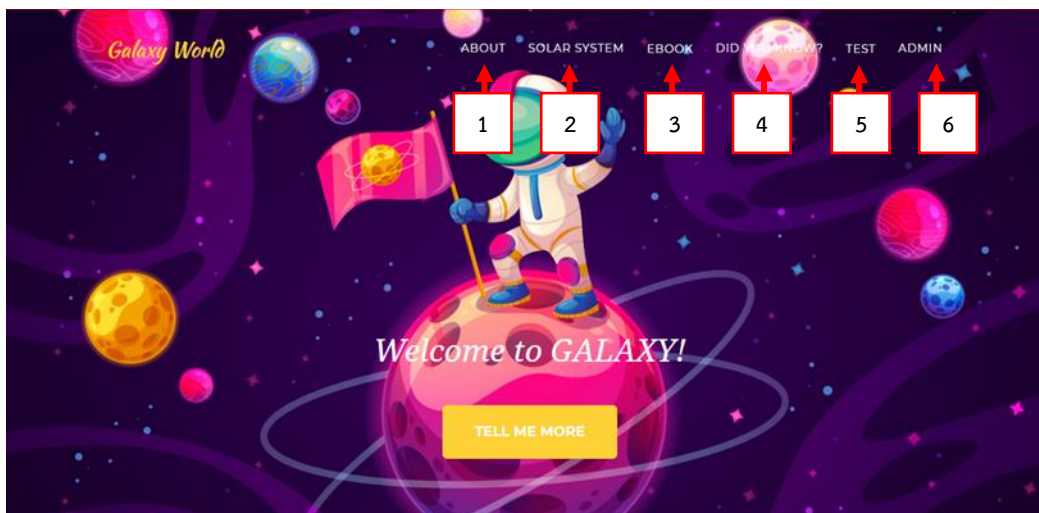 Galaxy World
ABOUT SOLAR SYSTEM EBOOK DID YOU KNOW? TEST ADMIN
1 2 3 4 5 6
Welcome to GALAXY!
TELL ME MORE